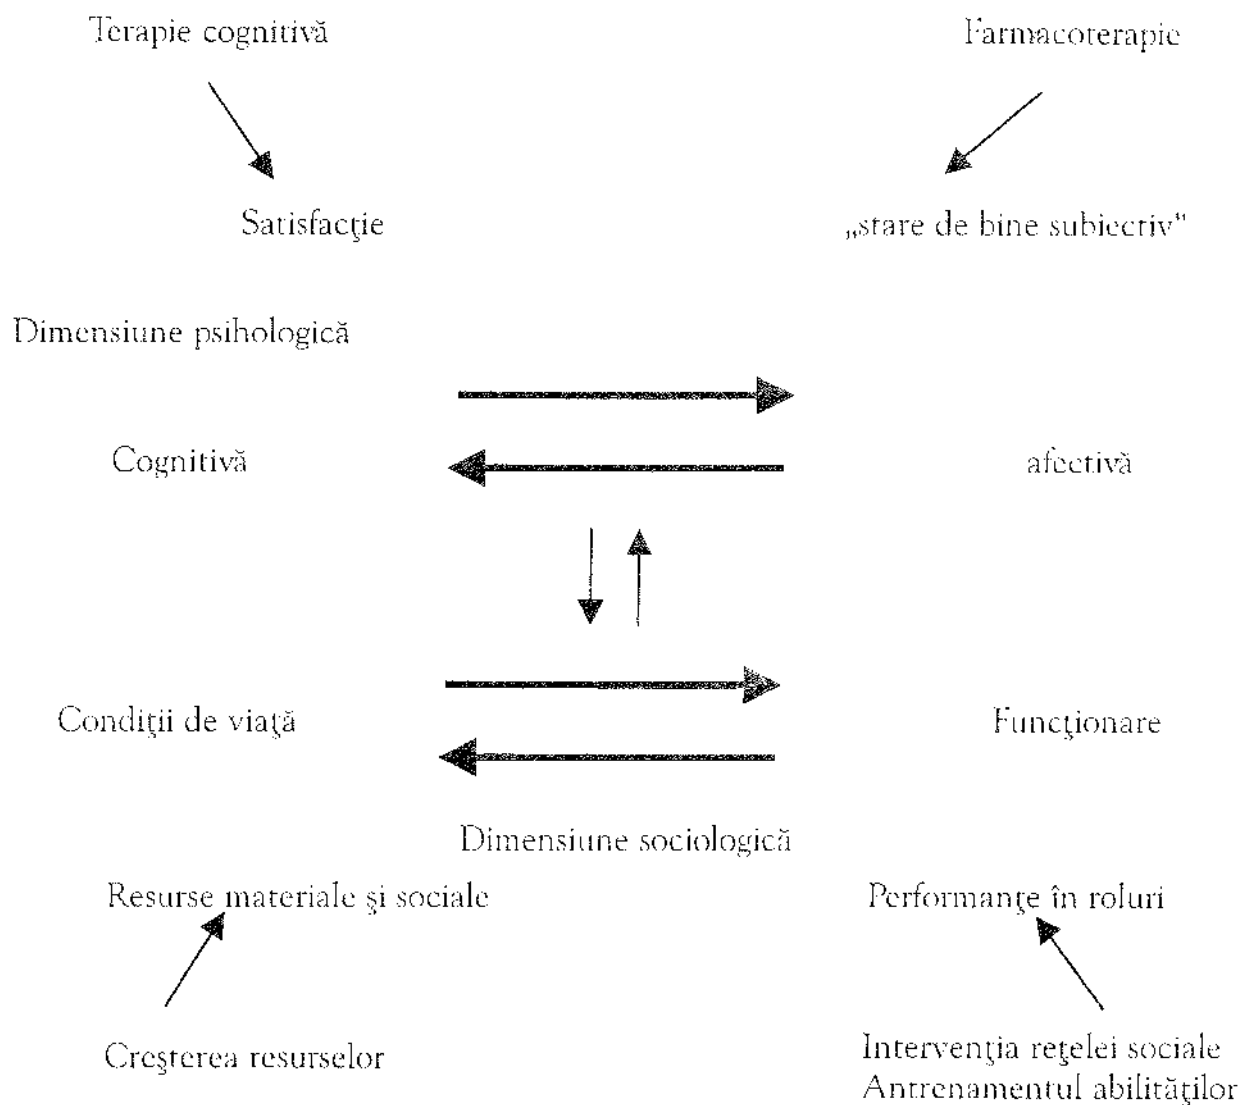 Terapie cognitivă
Farmacoterapie
Satisfacţie
„stare de bine subiectiv"
Dimensiune psihologică
Cognitivă
afectivă
Condiţii de viaţă
Funcţionare
Dimensiune sociologică
Resurse materiale şi sociale
Performanţe în roluri
Creşterea resurselor
Intervenţia reţelei sociale
Antrenamentul abilităţilor